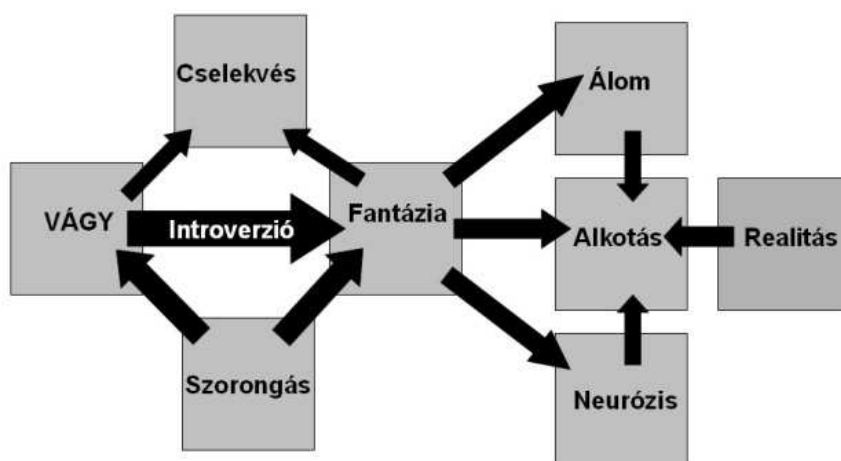 Cselekvés
Álom
VÁGY
Introverzió
Fantázia
Alkotás
Realitás
Szorongás
Neurózis